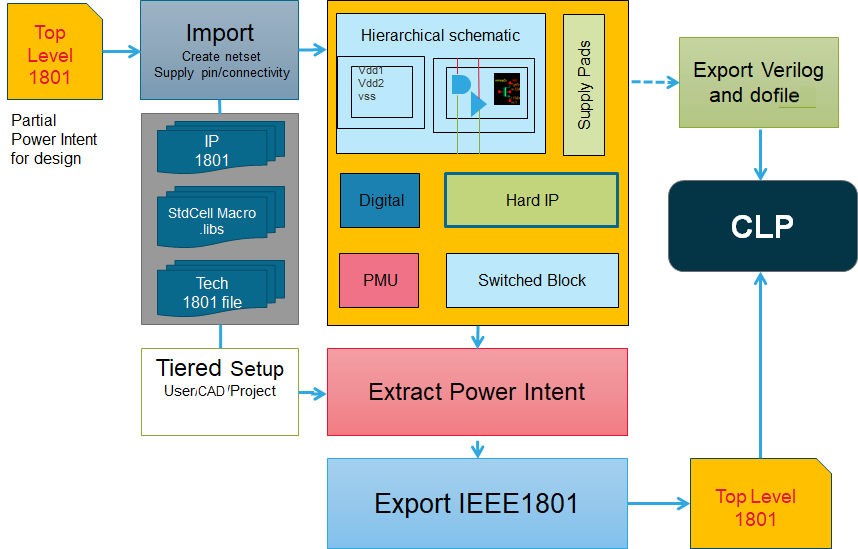 Top
Level
1801
Partial
Power Intent
for design
Import
Create netset
Supply pin/connectivity
IP
1801
StdCell Macro
.libs
Tech
1801 file
Tiered Setup
User/CAD/Project
Hierarchical schematic
Vdd1
Vdd2
vss
Supply Pads
Digital
Hard IP
PMU
Switched Block
Extract Power Intent
Export IEEE1801
Export Verilog
and dofile
CLP
Top Level
1801